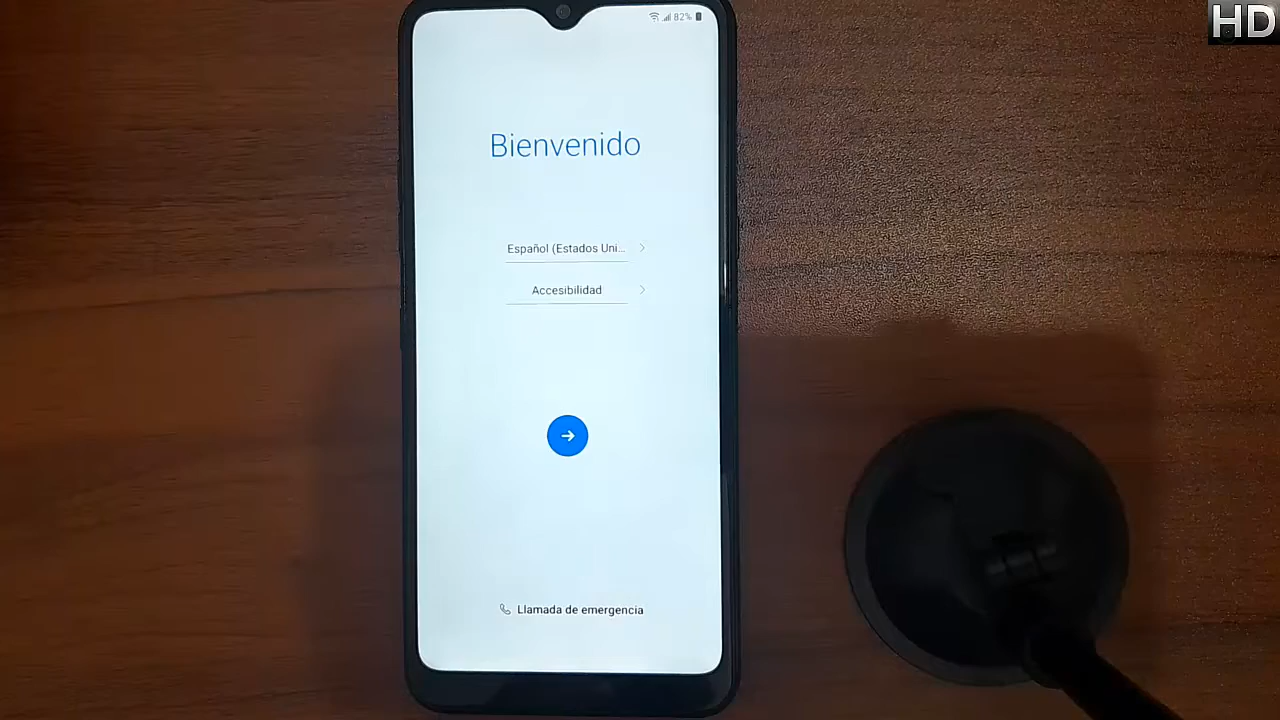 HD
82%
Bienvenido
Español (Estados Uni...
Accesibilidad
Llamada de emergencia